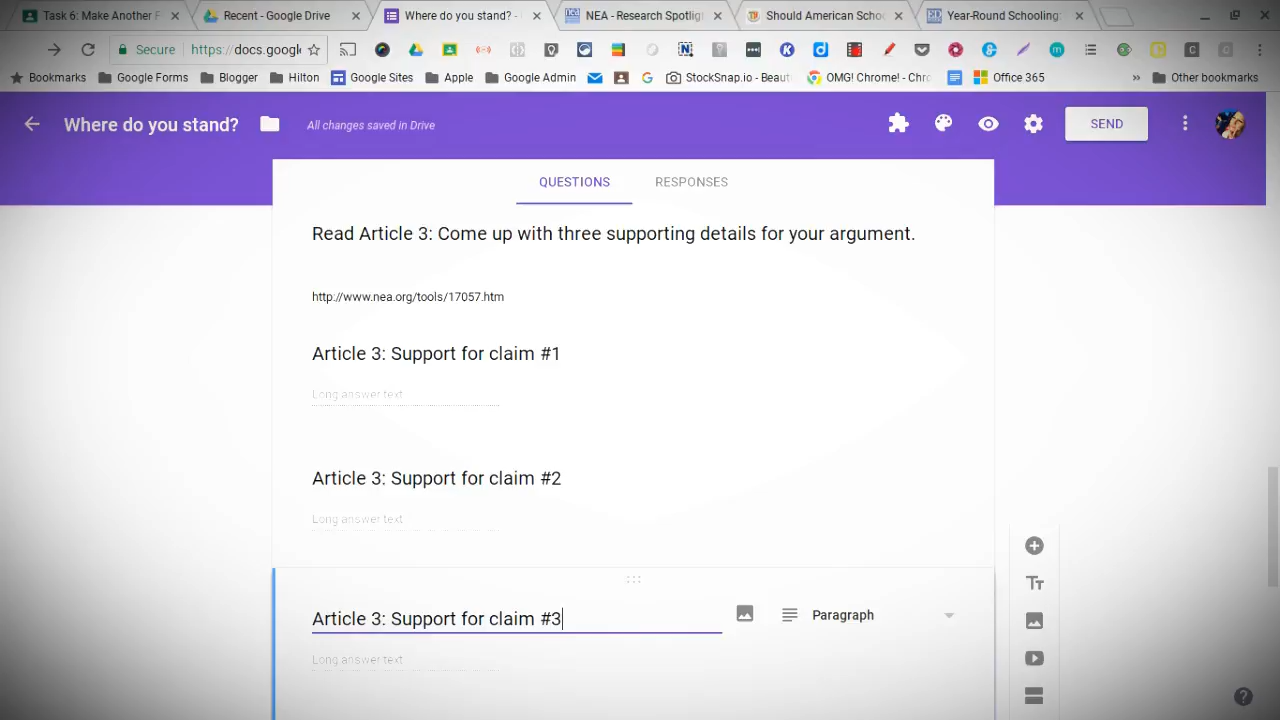 Task 6: Make Another F
Recent - Google Drive
Where do you stand? -
NEA - Research Spotlig
Should American Schoo
Year-Round Schooling:
Secure
https://docs.googl
Bookmarks
Google Forms
Blogger
Hilton
Google Sites
Apple
Google Admin
StockSnap.io - Beaut
OMG! Chrome! - Chro
Office 365
Other bookmarks
Where do you stand?
All changes saved in Drive
SEND
QUESTIONS
RESPONSES
Read Article 3: Come up with three supporting details for your argument.
http://www.nea.org/tools/17057.htm
Article 3: Support for claim #1
Long answer text
Article 3: Support for claim #2
Long answer text
Article 3: Support for claim #3
Paragraph
Long answer text